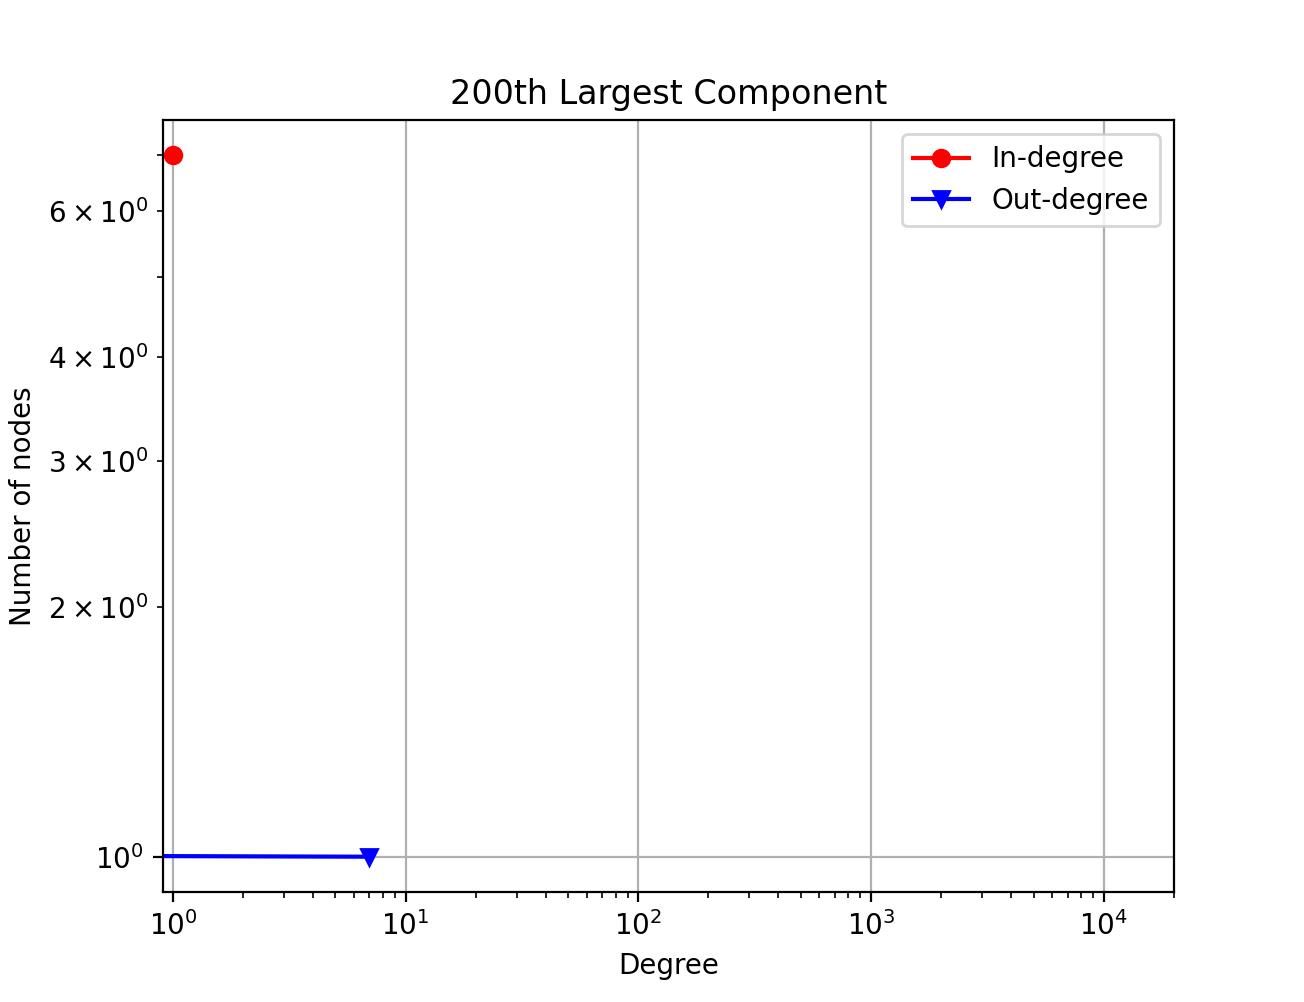 200th Largest Component
In-degree
Out-degree
6 × 10⁰
4 × 10⁰
3 × 10⁰
2 × 10⁰
10⁰
Number of nodes
10⁰ 10¹ 10² 10³ 10⁴
Degree